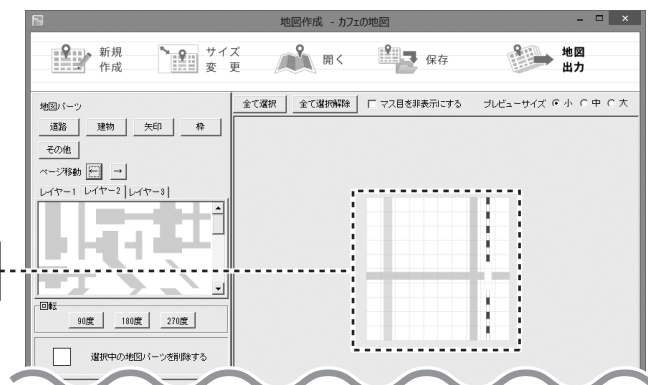 地図作成 - カフェの地図
新規
作成
サイズ
変 更
開く
保存
地図
出力
地図パーツ
道路 建物 矢印 枠
その他
ページ移動 ← →
レイヤー1 レイヤー2 レイヤー3
回転
90度 180度 270度
選択中の地図パーツを削除する
全て選択 全て選択解除 マス目を非表示にする プレビューサイズ 小 中 大